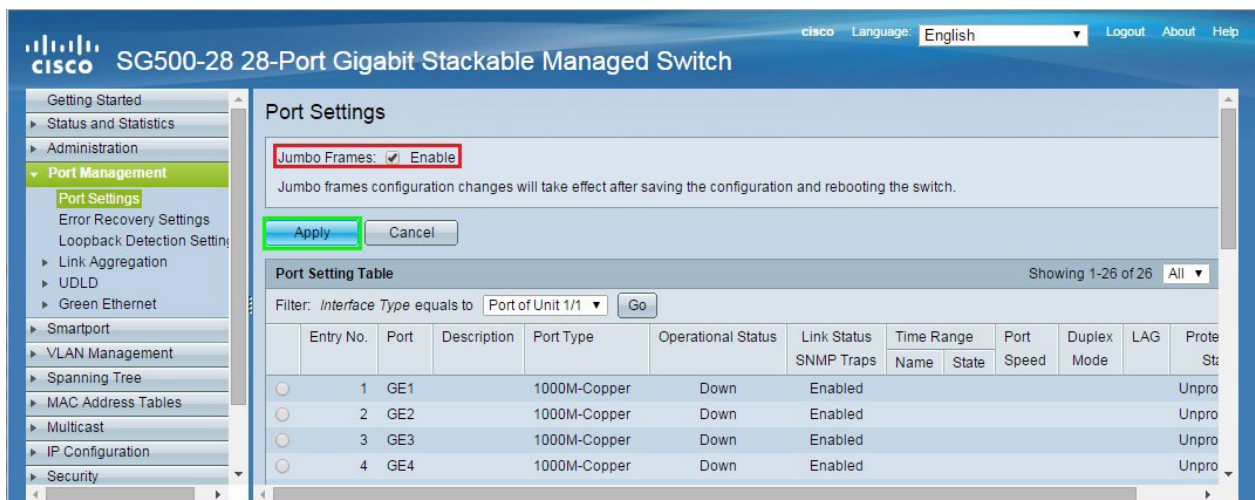 cisco Language: English Logout About Help
CISCO SG500-28 28-Port Gigabit Stackable Managed Switch
Getting Started
Status and Statistics
Administration
Port Management
Port Settings
Error Recovery Settings
Loopback Detection Setting
Link Aggregation
UDLD
Green Ethernet
Smartport
VLAN Management
Spanning Tree
MAC Address Tables
Multicast
IP Configuration
Security
Port Settings
Jumbo Frames: Enable
Jumbo frames configuration changes will take effect after saving the configuration and rebooting the switch.
Apply Cancel
Port Setting Table Showing 1-26 of 26 All
Filter: Interface Type equals to Port of Unit 1/1 Go
Entry No. Port Description Port Type Operational Status Link Status Time Range Port Duplex LAG Prote
SNMP Traps Name State Speed Mode Sta
1 GE1 1000M-Copper Down Enabled Unpro
2 GE2 1000M-Copper Down Enabled Unpro
3 GE3 1000M-Copper Down Enabled Unpro
4 GE4 1000M-Copper Down Enabled Unpro